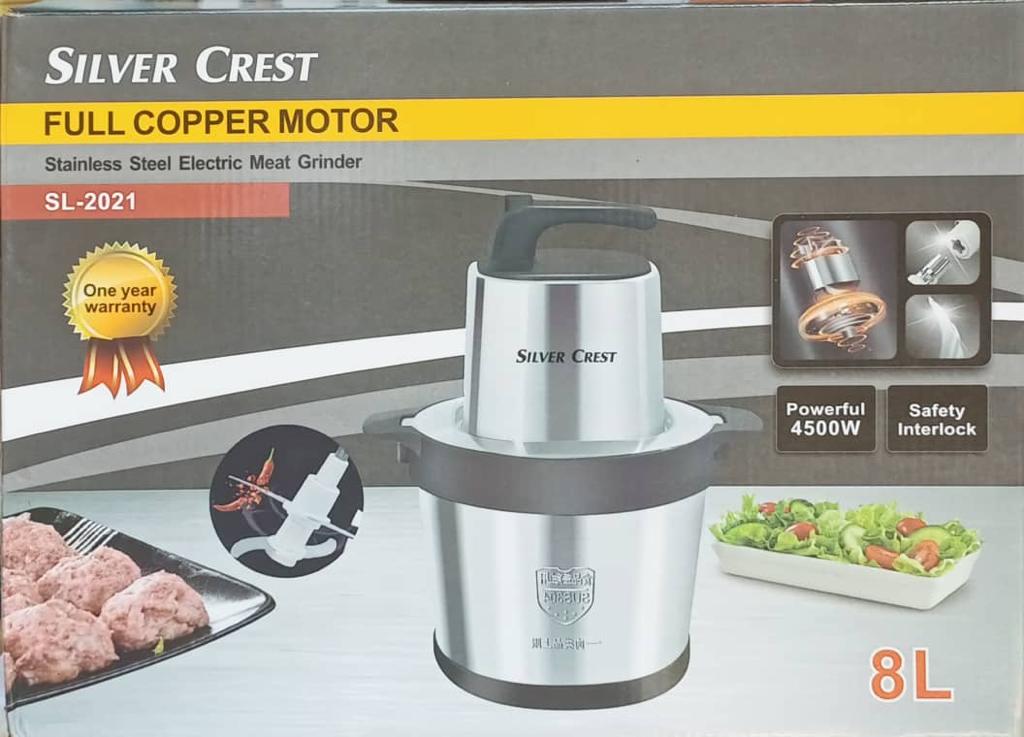 SILVER CREST
FULL COPPER MOTOR
Stainless Steel Electric Meat Grinder
SL-2021
One year
warranty
SILVER CREST
Powerful
4500W
Safety
Interlock
SUS304
8L